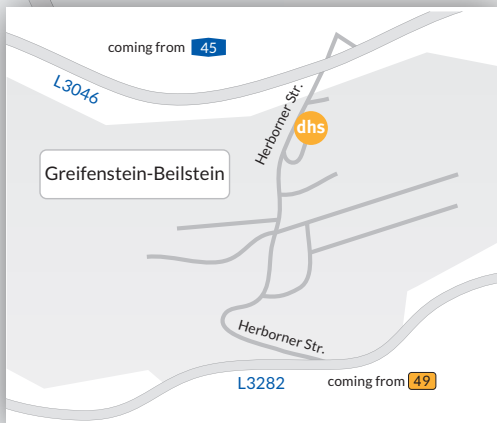 coming from 45
L3046
Herborner Str.
dhs
Greifenstein-Beilstein
Herborner Str.
L3282
coming from 49